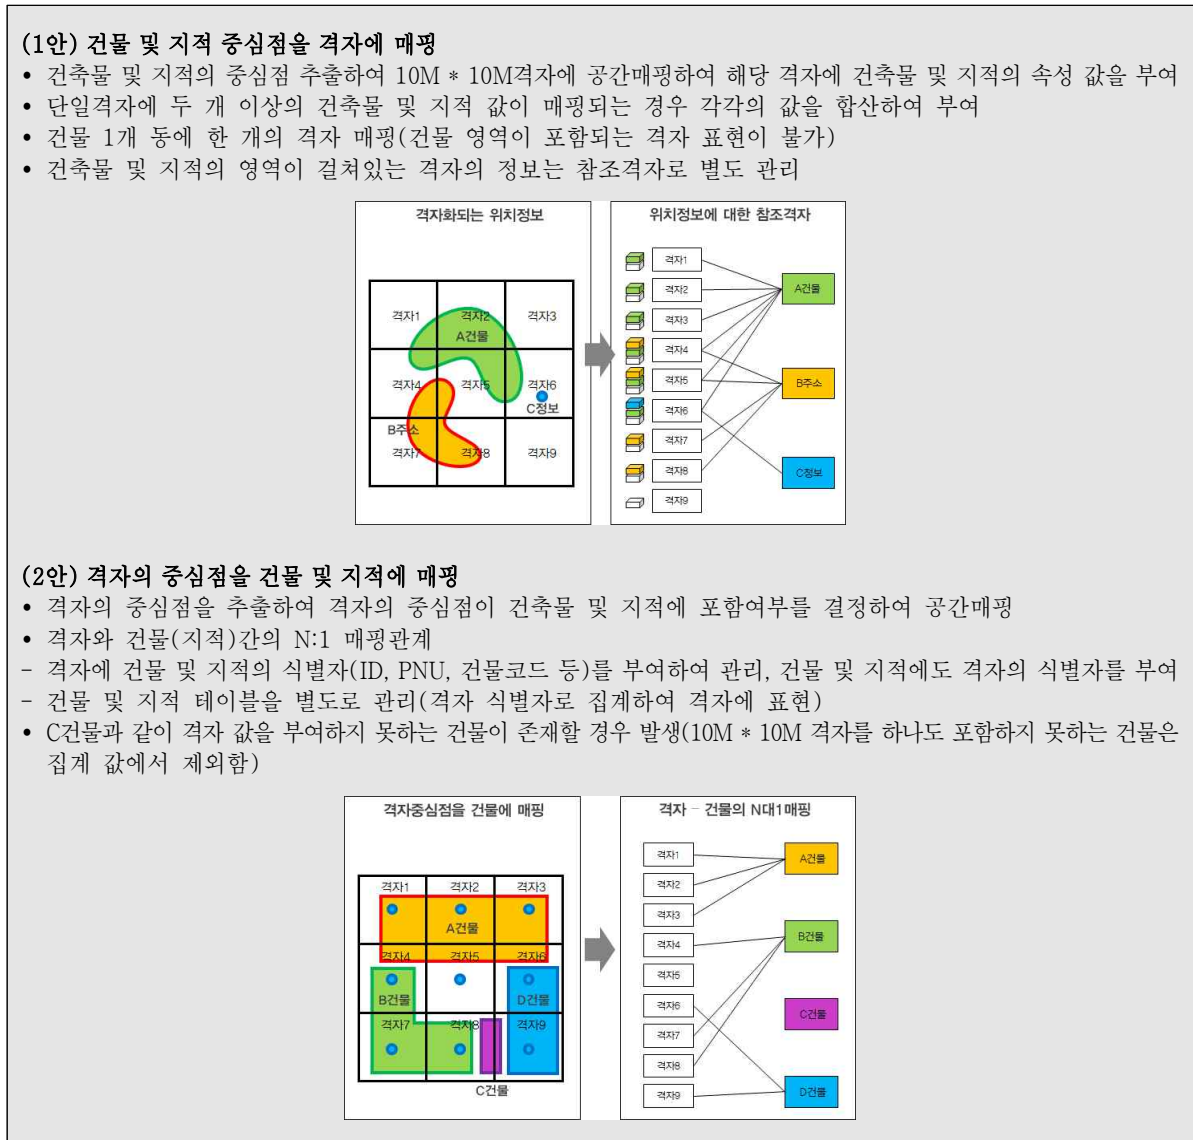 (1안) 건물 및 지적 중심점을 격자에 매핑
• 건축물 및 지적의 중심점 추출하여 10M * 10M격자에 공간매핑하여 해당 격자에 건축물 및 지적의 속성 값을 부여
• 단일격자에 두 개 이상의 건축물 및 지적 값이 매핑되는 경우 각각의 값을 합산하여 부여
• 건물 1개 동에 한 개의 격자 매핑(건물 영역이 포함되는 격자 표현이 불가)
• 건축물 및 지적의 영역이 걸쳐있는 격자의 정보는 참조격자로 별도 관리
격자화되는 위치정보
격자1 격자2 격자3
A건물
격자4 격자5 격자6
C정보
B주소
격자7 격자8 격자9
위치정보에 대한 참조격자
격자1
격자2
격자3
격자4
격자5
격자6
격자7
격자8
격자9
A건물
B주소
C정보
(2안) 격자의 중심점을 건물 및 지적에 매핑
• 격자의 중심점을 추출하여 격자의 중심점이 건축물 및 지적에 포함여부를 결정하여 공간매핑
• 격자와 건물(지적)간의 N:1 매핑관계
- 격자에 건물 및 지적의 식별자(ID, PNU, 건물코드 등)를 부여하여 관리, 건물 및 지적에도 격자의 식별자를 부여
- 건물 및 지적 테이블을 별도로 관리(격자 식별자로 집계하여 격자에 표현)
• C건물과 같이 격자 값을 부여하지 못하는 건물이 존재할 경우 발생(10M * 10M 격자를 하나도 포함하지 못하는 건물은
집계 값에서 제외함)
격자중심점을 건물에 매핑
격자1 격자2 격자3
A건물
격자4 격자5 격자6
B건물 D건물
격자7 격자8 격자9
C건물
격자 - 건물의 N대1매핑
격자1
격자2
격자3
격자4
격자5
격자6
격자7
격자8
격자9
A건물
B건물
C건물
D건물